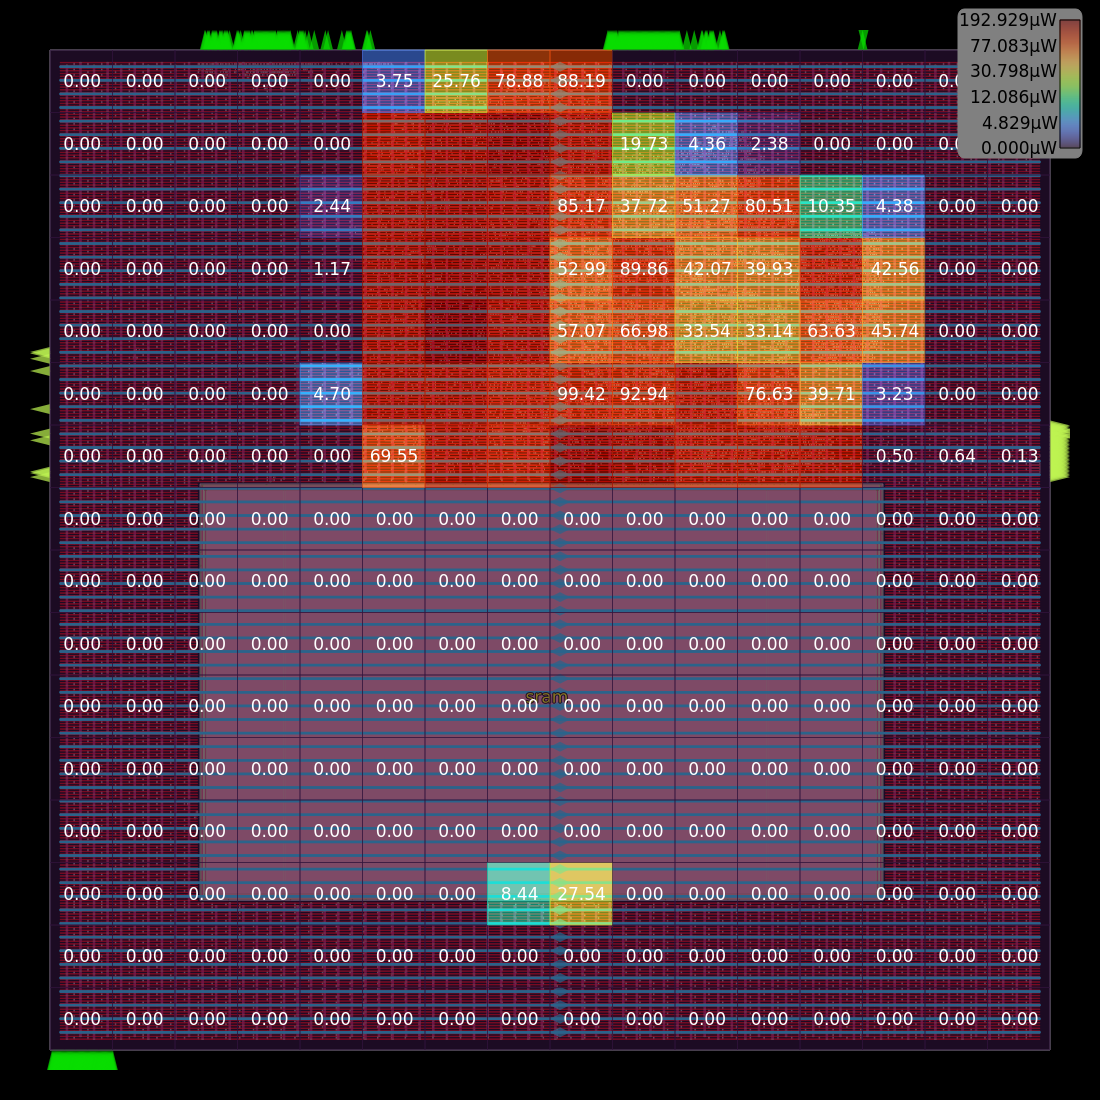 192.929µW
77.083µW
30.798µW
12.086µW
4.829µW
0.000µW
0.00 0.00 0.00 0.00 0.00 3.75 25.76 78.88 88.19 0.00 0.00 0.00 0.00 0.00
0.00 0.00 0.00 0.00 0.00 19.73 4.36 2.38 0.00 0.00
0.00 0.00 0.00 0.00 2.44 85.17 37.72 51.27 80.51 10.35 4.38 0.00 0.00
0.00 0.00 0.00 0.00 1.17 52.99 89.86 42.07 39.93 42.56 0.00 0.00
0.00 0.00 0.00 0.00 0.00 57.07 66.98 33.54 33.14 63.63 45.74 0.00 0.00
0.00 0.00 0.00 0.00 4.70 99.42 92.94 76.63 39.71 3.23 0.00 0.00
0.00 0.00 0.00 0.00 0.00 69.55 0.50 0.64 0.13
0.00 0.00 0.00 0.00 0.00 0.00 0.00 0.00 0.00 0.00 0.00 0.00 0.00 0.00 0.00 0.00
0.00 0.00 0.00 0.00 0.00 0.00 0.00 0.00 0.00 0.00 0.00 0.00 0.00 0.00 0.00 0.00
0.00 0.00 0.00 0.00 0.00 0.00 0.00 0.00 0.00 0.00 0.00 0.00 0.00 0.00 0.00 0.00
sram
0.00 0.00 0.00 0.00 0.00 0.00 0.00 0.00 0.00 0.00 0.00 0.00 0.00 0.00 0.00 0.00
0.00 0.00 0.00 0.00 0.00 0.00 0.00 0.00 0.00 0.00 0.00 0.00 0.00 0.00 0.00 0.00
0.00 0.00 0.00 0.00 0.00 0.00 0.00 0.00 0.00 0.00 0.00 0.00 0.00 0.00 0.00 0.00
0.00 0.00 0.00 0.00 0.00 0.00 0.00 8.44 27.54 0.00 0.00 0.00 0.00 0.00 0.00 0.00
0.00 0.00 0.00 0.00 0.00 0.00 0.00 0.00 0.00 0.00 0.00 0.00 0.00 0.00 0.00 0.00
0.00 0.00 0.00 0.00 0.00 0.00 0.00 0.00 0.00 0.00 0.00 0.00 0.00 0.00 0.00 0.00